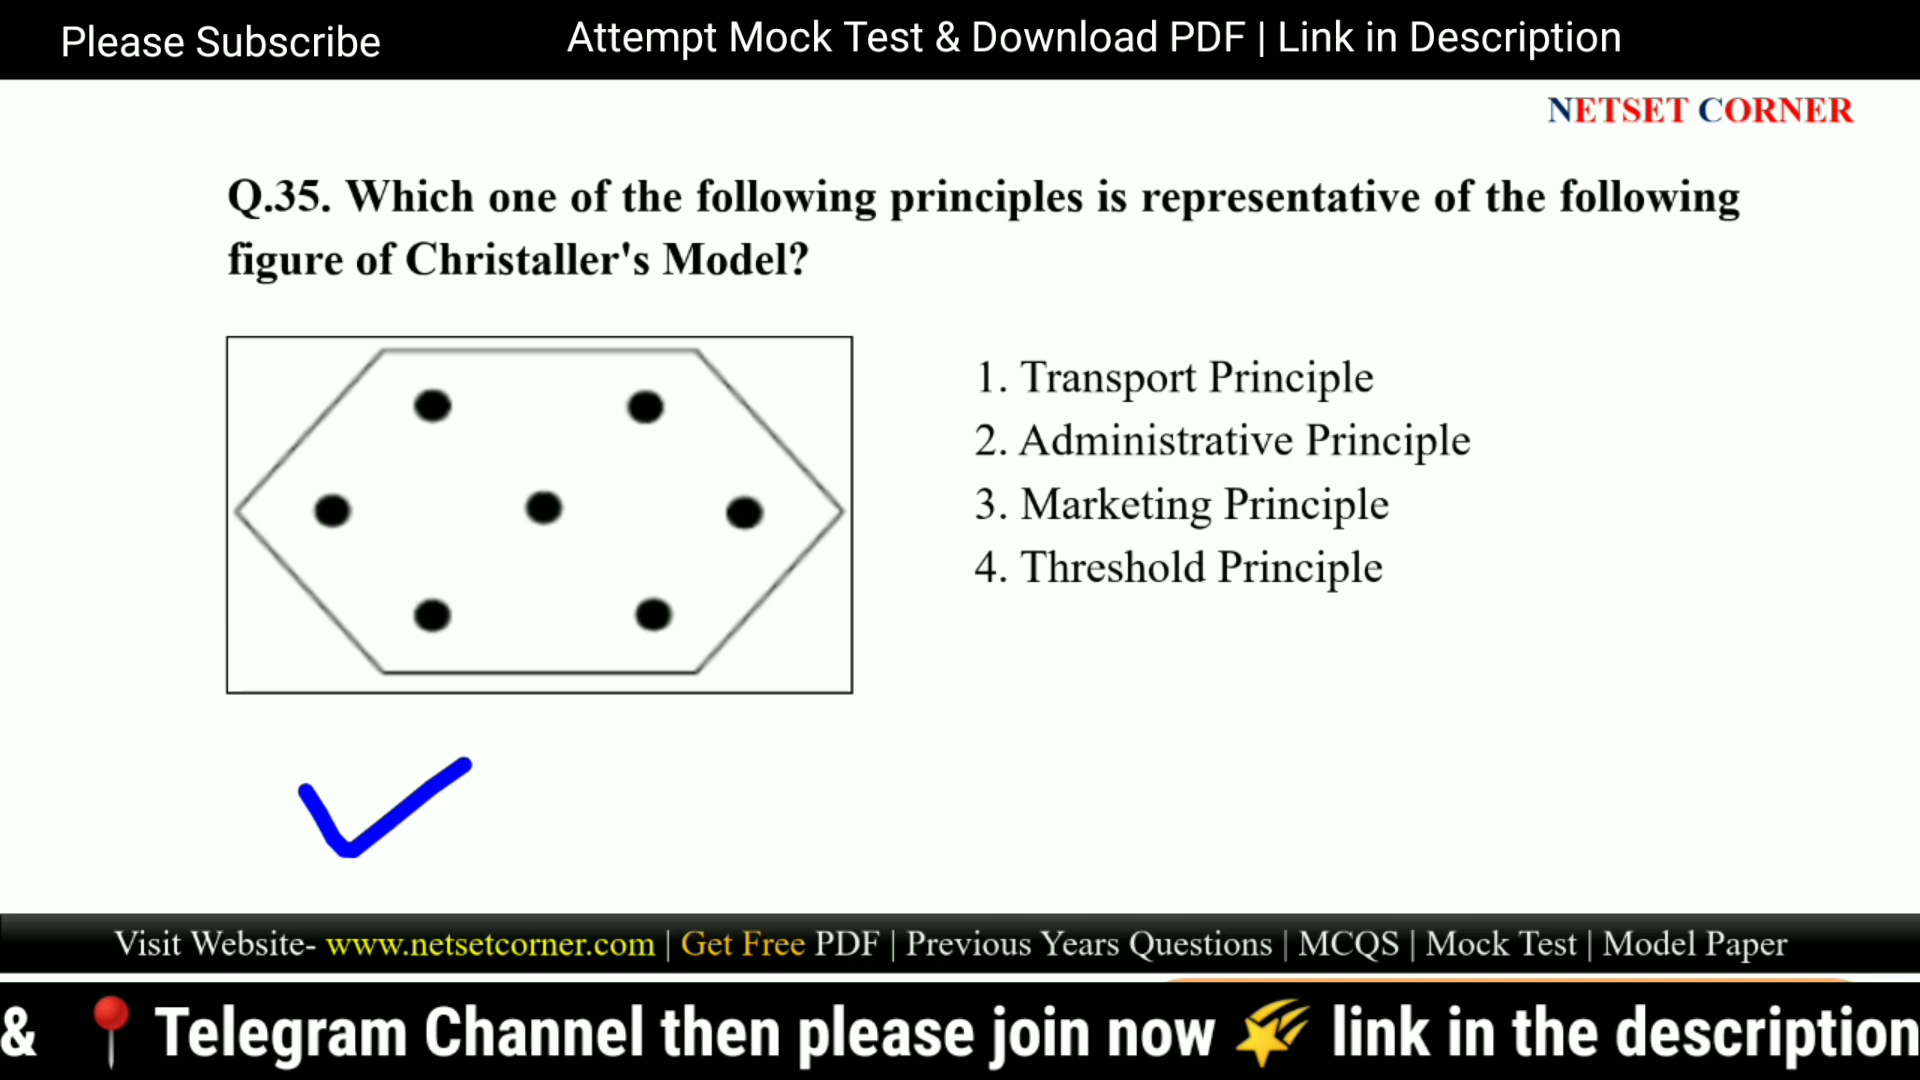 Please Subscribe
Attempt Mock Test & Download PDF | Link in Description
NETSET CORNER
Q.35. Which one of the following principles is representative of the following
figure of Christaller's Model?
1. Transport Principle
2. Administrative Principle
3. Marketing Principle
4. Threshold Principle
Visit Website- www.netsetcorner.com | Get Free PDF | Previous Years Questions | MCQS | Mock Test | Model Paper
& 📍 Telegram Channel then please join now 🌠 link in the description